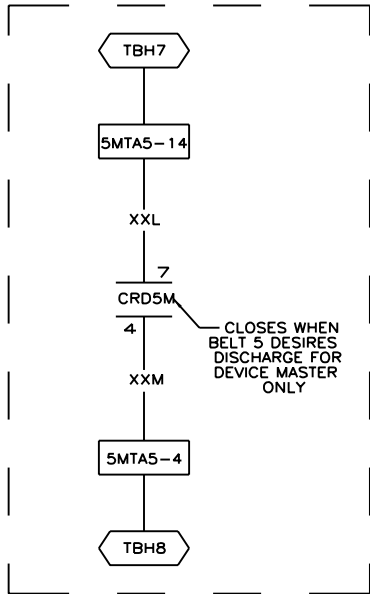 TBH7
5MTA5-14
XXL
7
CRD5M
4
CLOSES WHEN
BELT 5 DESIRES
DISCHARGE FOR
DEVICE MASTER
ONLY
XXM
5MTA5-4
TBH8